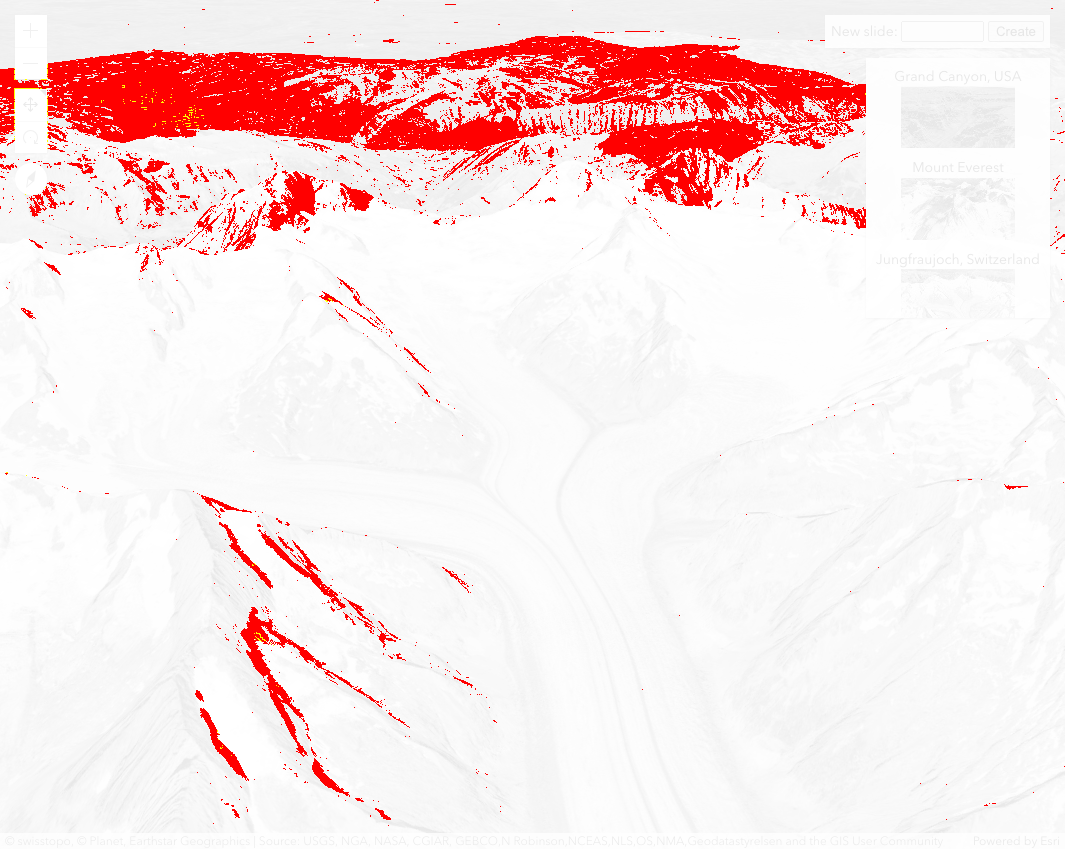 New slide: Create
Grand Canyon, USA
Mount Everest
Jungfraujoch, Switzerland
© swisstopo, © Planet, Earthstar Geographics | Source: USGS, NGA, NASA, CGIAR, GEBCO,N Robinson,NCEAS,NLS,OS,NMA,Geodatastyrelsen and the GIS User Community Powered by Esri